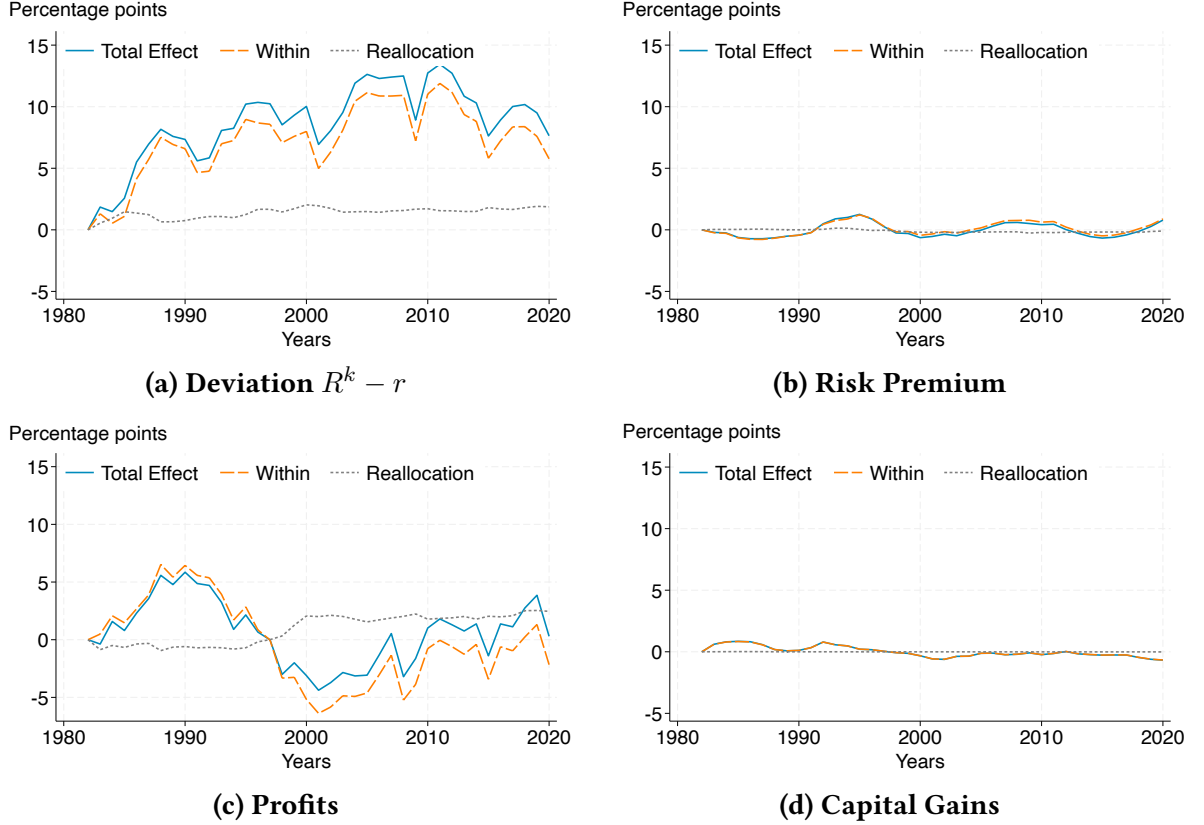 Percentage points
Total Effect Within Reallocation
15
10
5
0
-5
1980 1990 2000 2010 2020
Years
(a) Deviation R^k − r
Percentage points
Total Effect Within Reallocation
15
10
5
0
-5
1980 1990 2000 2010 2020
Years
(b) Risk Premium
Percentage points
Total Effect Within Reallocation
15
10
5
0
-5
1980 1990 2000 2010 2020
Years
(c) Profits
Percentage points
Total Effect Within Reallocation
15
10
5
0
-5
1980 1990 2000 2010 2020
Years
(d) Capital Gains